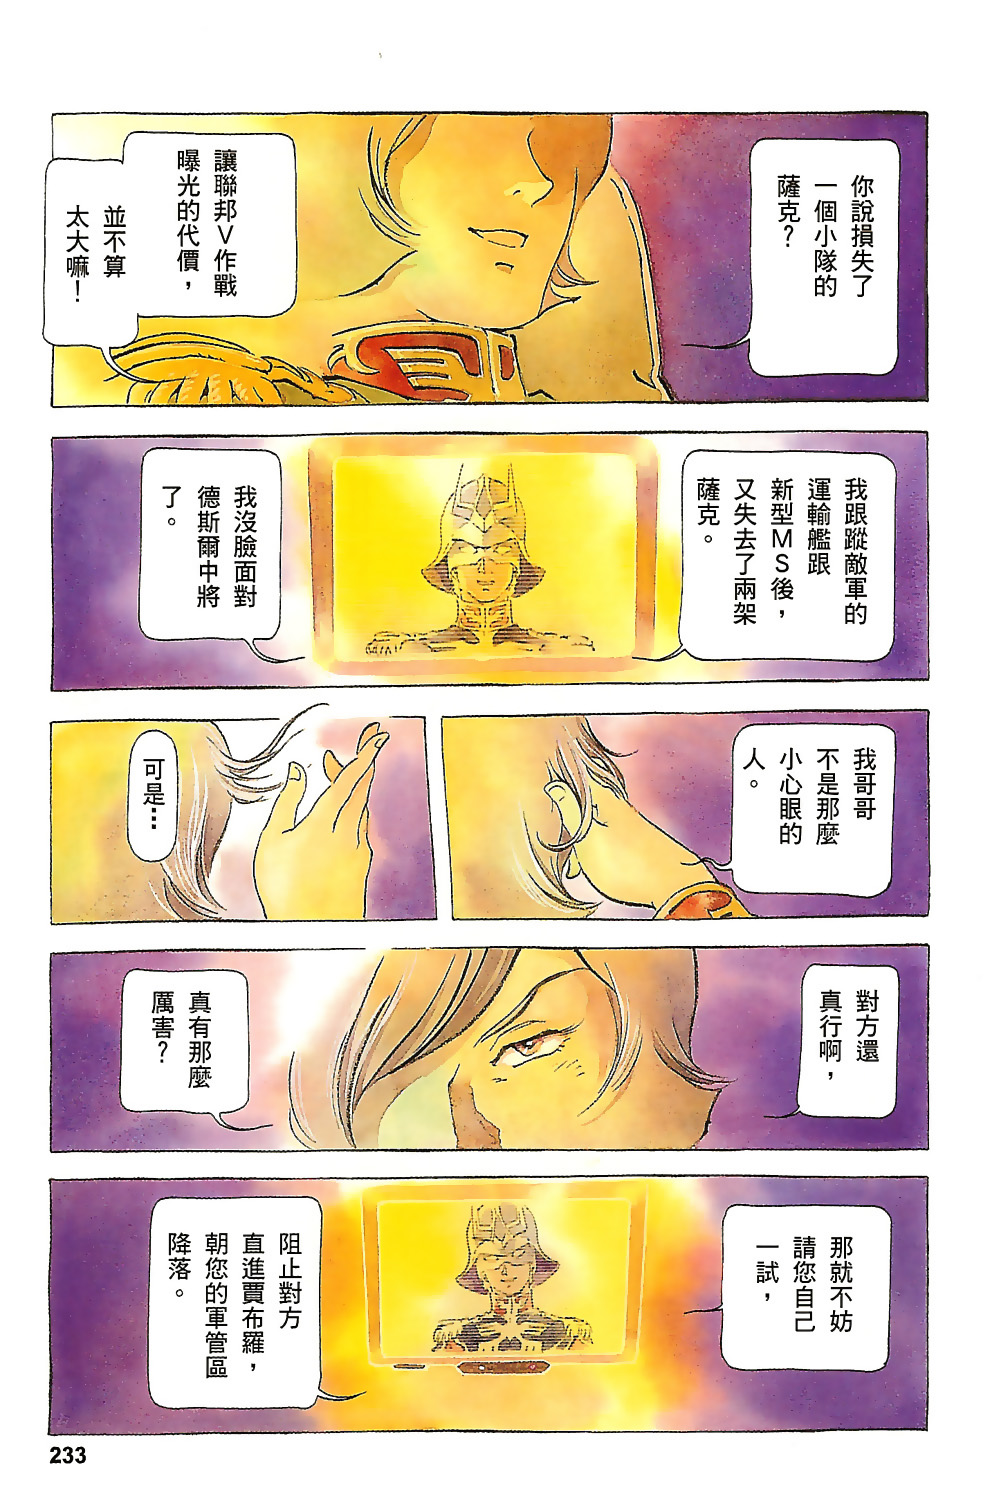 你說損失了
一個小隊的
薩克？
讓聯邦V作戰
曝光的代價，
並不算
太大嘛！
我跟蹤敵軍的
運輸艦跟
新型MS後，
又失去了兩架
薩克。
我沒臉面對
德斯爾中將
了。
我哥哥
不是那麼
小心眼的
人。
可是…
對方還
真行啊，
真有那麼
厲害？
那就不妨
請您自己
一試，
阻止對方
直進賈布羅，
朝您的軍管區
降落。
233